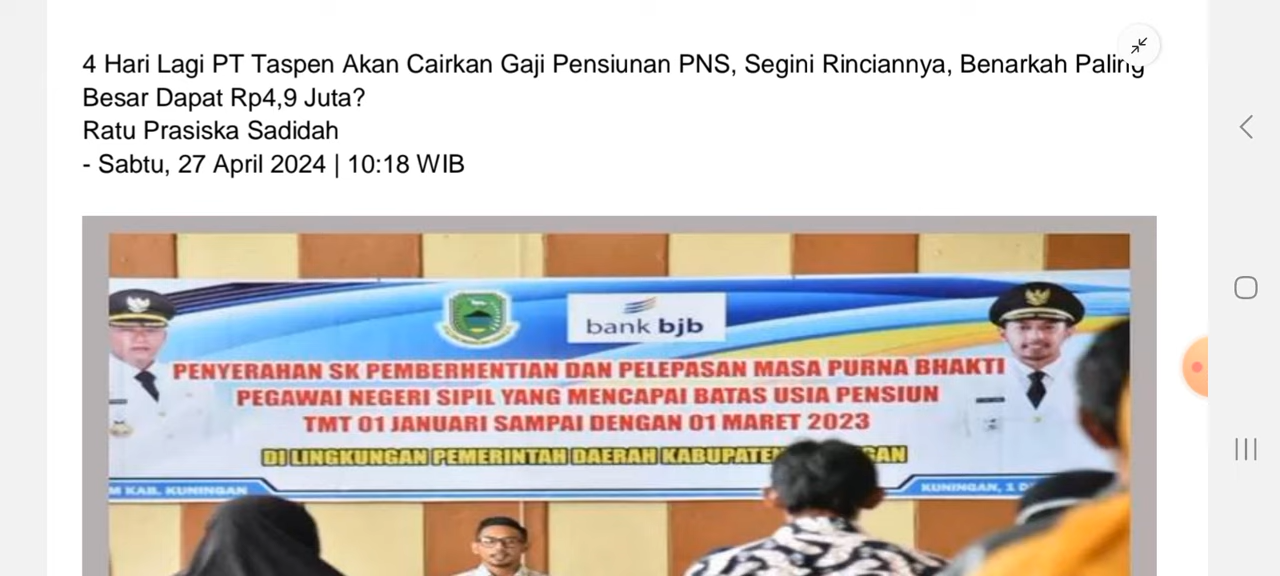 4 Hari Lagi PT Taspen Akan Cairkan Gaji Pensiunan PNS, Segini Rinciannya, Benarkah Paling
Besar Dapat Rp4,9 Juta?
Ratu Prasiska Sadidah
- Sabtu, 27 April 2024 | 10:18 WIB
bank bjb
PENYERAHAN SK PEMBERHENTIAN DAN PELEPASAN MASA PURNA BHAKTI
PEGAWAI NEGERI SIPIL YANG MENCAPAI BATAS USIA PENSIUN
TMT 01 JANUARI SAMPAI DENGAN 01 MARET 2023
DI LINGKUNGAN PEMERINTAH DAERAH
KAB. KUNINGAN
KUNINGAN, 1